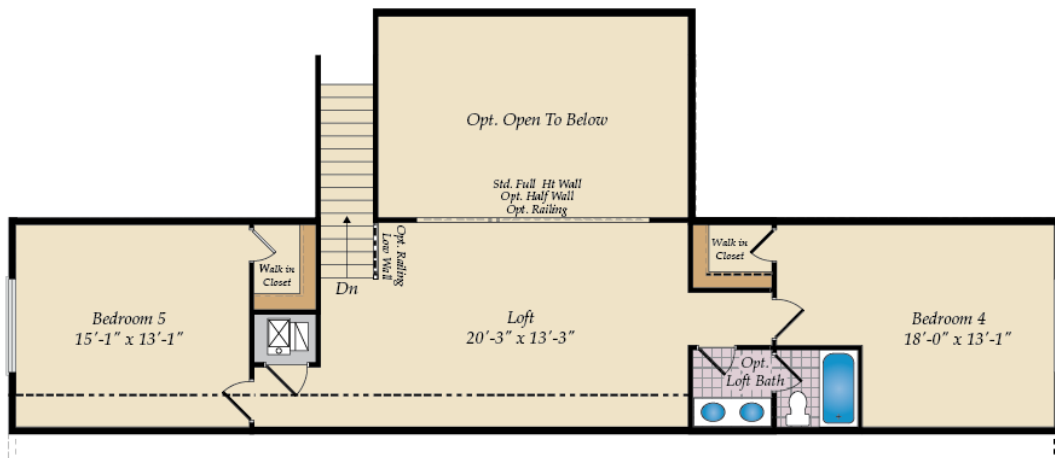 Opt. Open To Below
Std. Full Ht Wall
Opt. Half Wall
Opt. Railing
Walk in
Closet
Opt. Railing
Low Wall
Dn
Walk in
Closet
Bedroom 5
15'-1" x 13'-1"
Loft
20'-3" x 13'-3"
Bedroom 4
18'-0" x 13'-1"
Opt.
Loft Bath